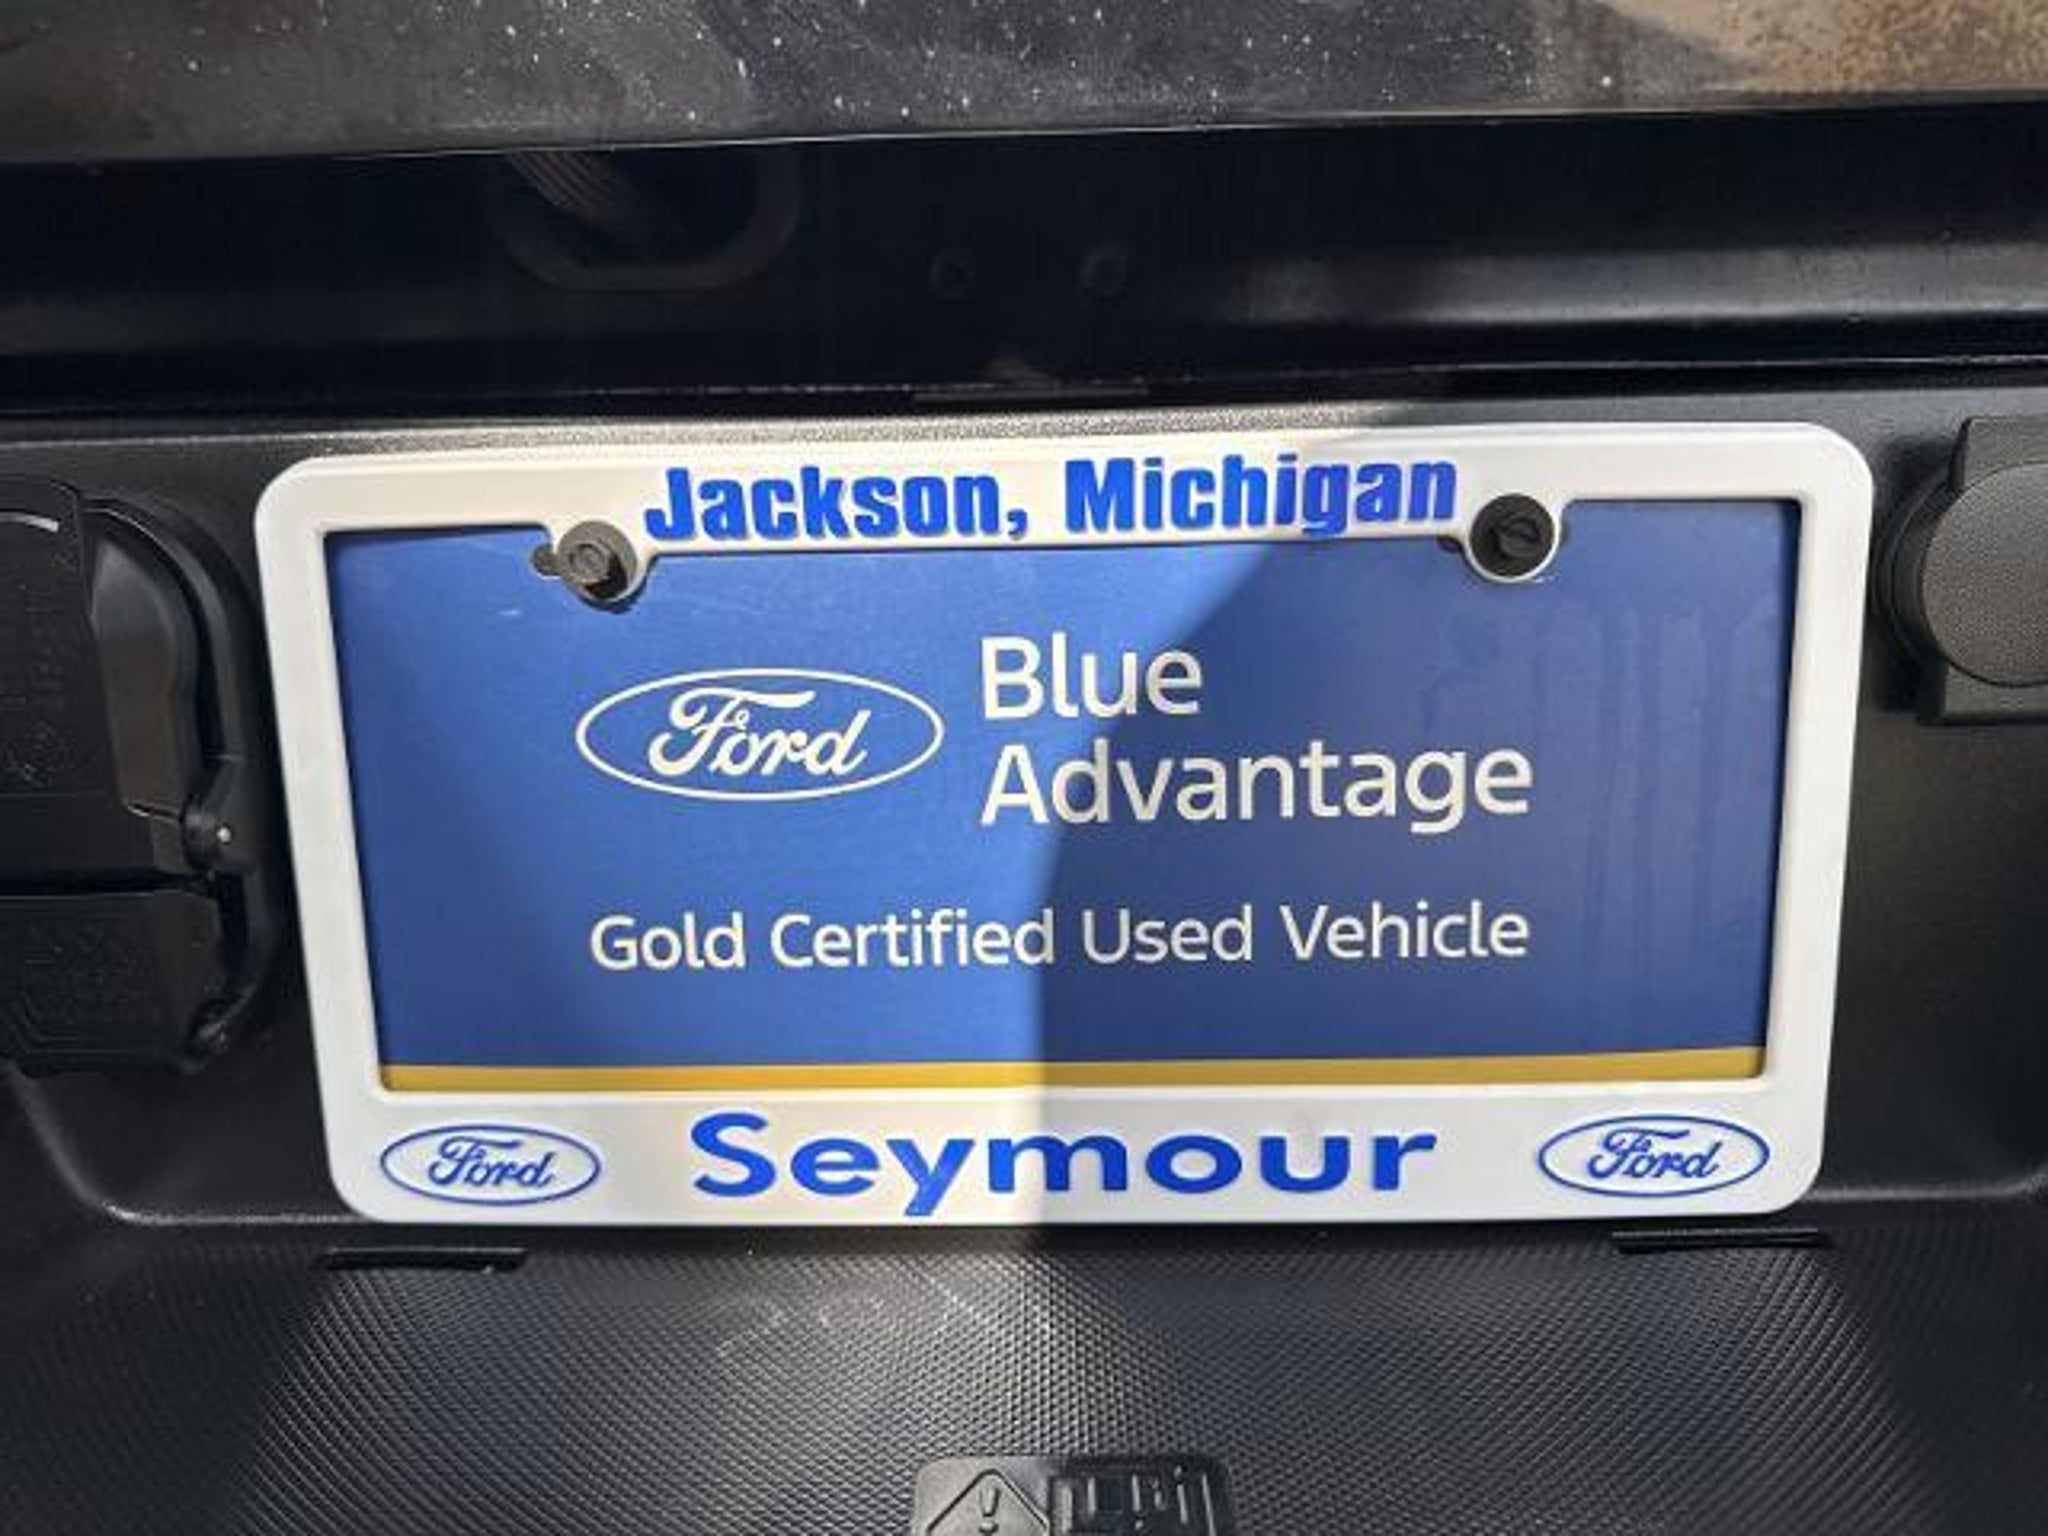 Jackson, Michigan
Ford
Blue
Advantage
Gold Certified Used Vehicle
Ford Seymour Ford